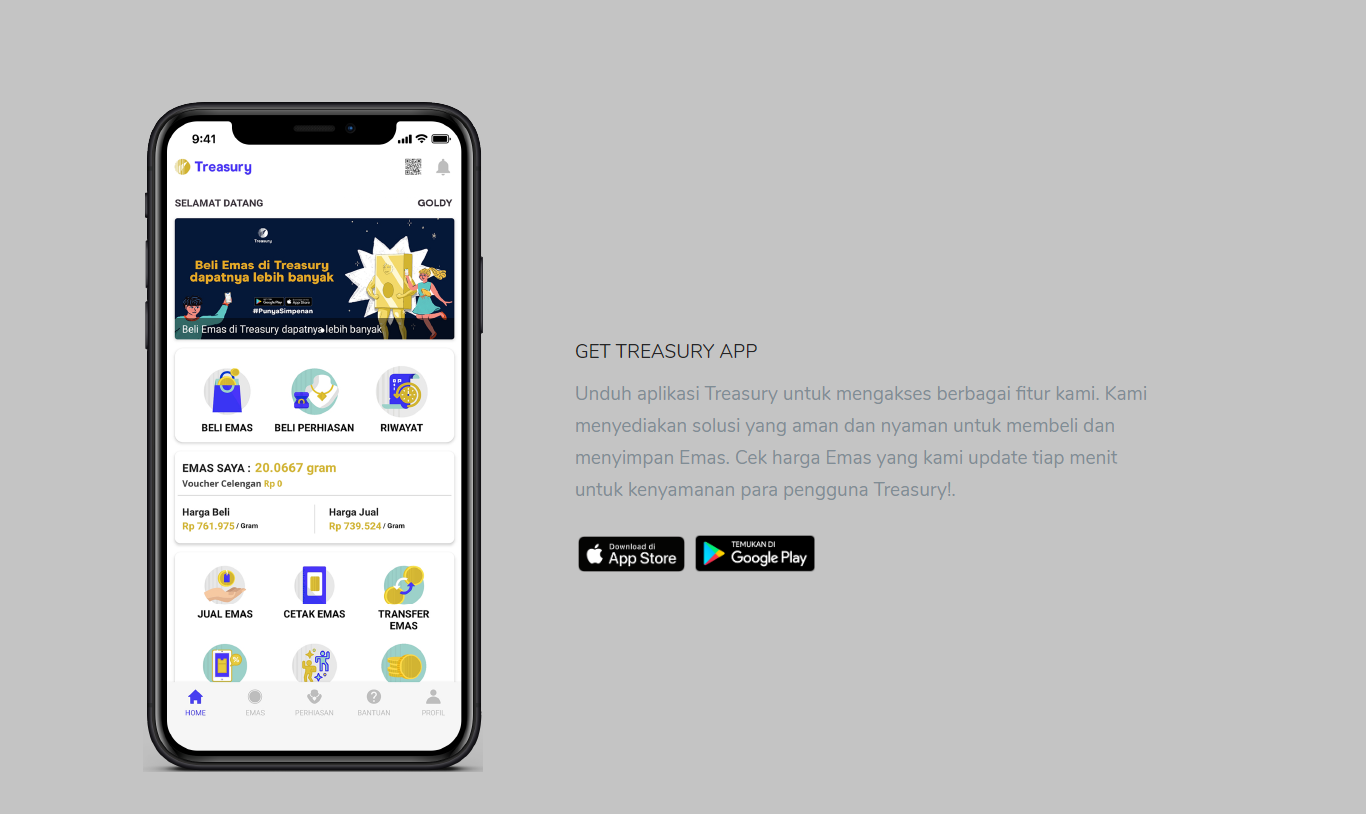 9:41
Treasury
SELAMAT DATANG
GOLDY
Treasury
Beli Emas di Treasury
dapatnya lebih banyak
Google Play
App Store
#PunyaSimpenan
Beli Emas di Treasury dapatnya lebih banyak
BELI EMAS
BELI PERHIASAN
RIWAYAT
EMAS SAYA : 20.0667 gram
Voucher Celengan Rp 0
Harga Beli
Harga Jual
Rp 761.975 / Gram
Rp 739.524 / Gram
JUAL EMAS
CETAK EMAS
TRANSFER
EMAS
HOME
EMAS
PERHIASAN
BANTUAN
PROFIL
GET TREASURY APP
Unduh aplikasi Treasury untuk mengakses berbagai fitur kami. Kami
menyediakan solusi yang aman dan nyaman untuk membeli dan
menyimpan Emas. Cek harga Emas yang kami update tiap menit
untuk kenyamanan para pengguna Treasury!.
Download di
App Store
TEMUKAN DI
Google Play